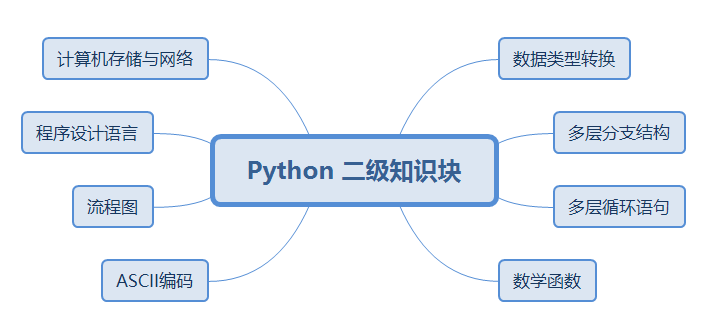 计算机存储与网络
数据类型转换
程序设计语言
多层分支结构
Python 二级知识块
流程图
多层循环语句
ASCII编码
数学函数